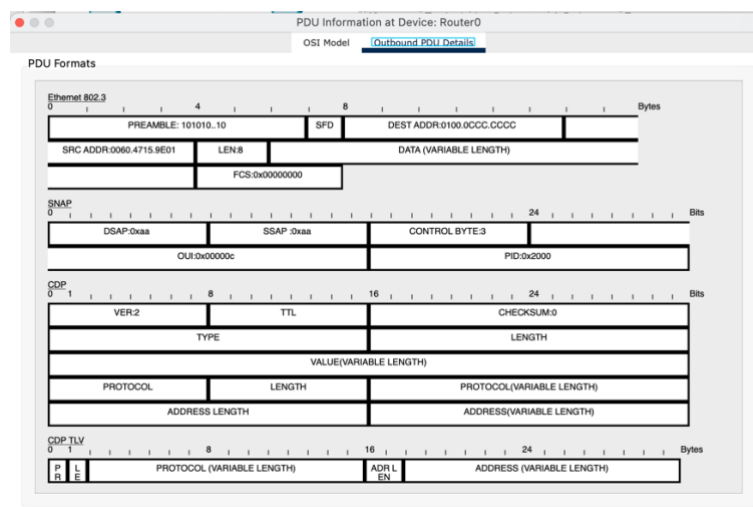 PDU Information at Device: Router0
OSI Model Outbound PDU Details
PDU Formats
Ethernet 802.3
0 4 8 Bytes
PREAMBLE: 101010..10 SFD DEST ADDR:0100.0CCC.CCCC
SRC ADDR:0060.4715.9E01 LEN:8 DATA (VARIABLE LENGTH)
FCS:0x00000000
SNAP
0 8 16 24 Bits
DSAP:0xaa SSAP :0xaa CONTROL BYTE:3
OUI:0x00000c PID:0x2000
CDP
0 1 8 16 24 Bits
VER:2 TTL CHECKSUM:0
TYPE LENGTH
VALUE(VARIABLE LENGTH)
PROTOCOL LENGTH PROTOCOL(VARIABLE LENGTH)
ADDRESS LENGTH ADDRESS(VARIABLE LENGTH)
CDP TLV
0 1 8 16 24 Bytes
PR LE PROTOCOL (VARIABLE LENGTH) ADR LEN ADDRESS (VARIABLE LENGTH)